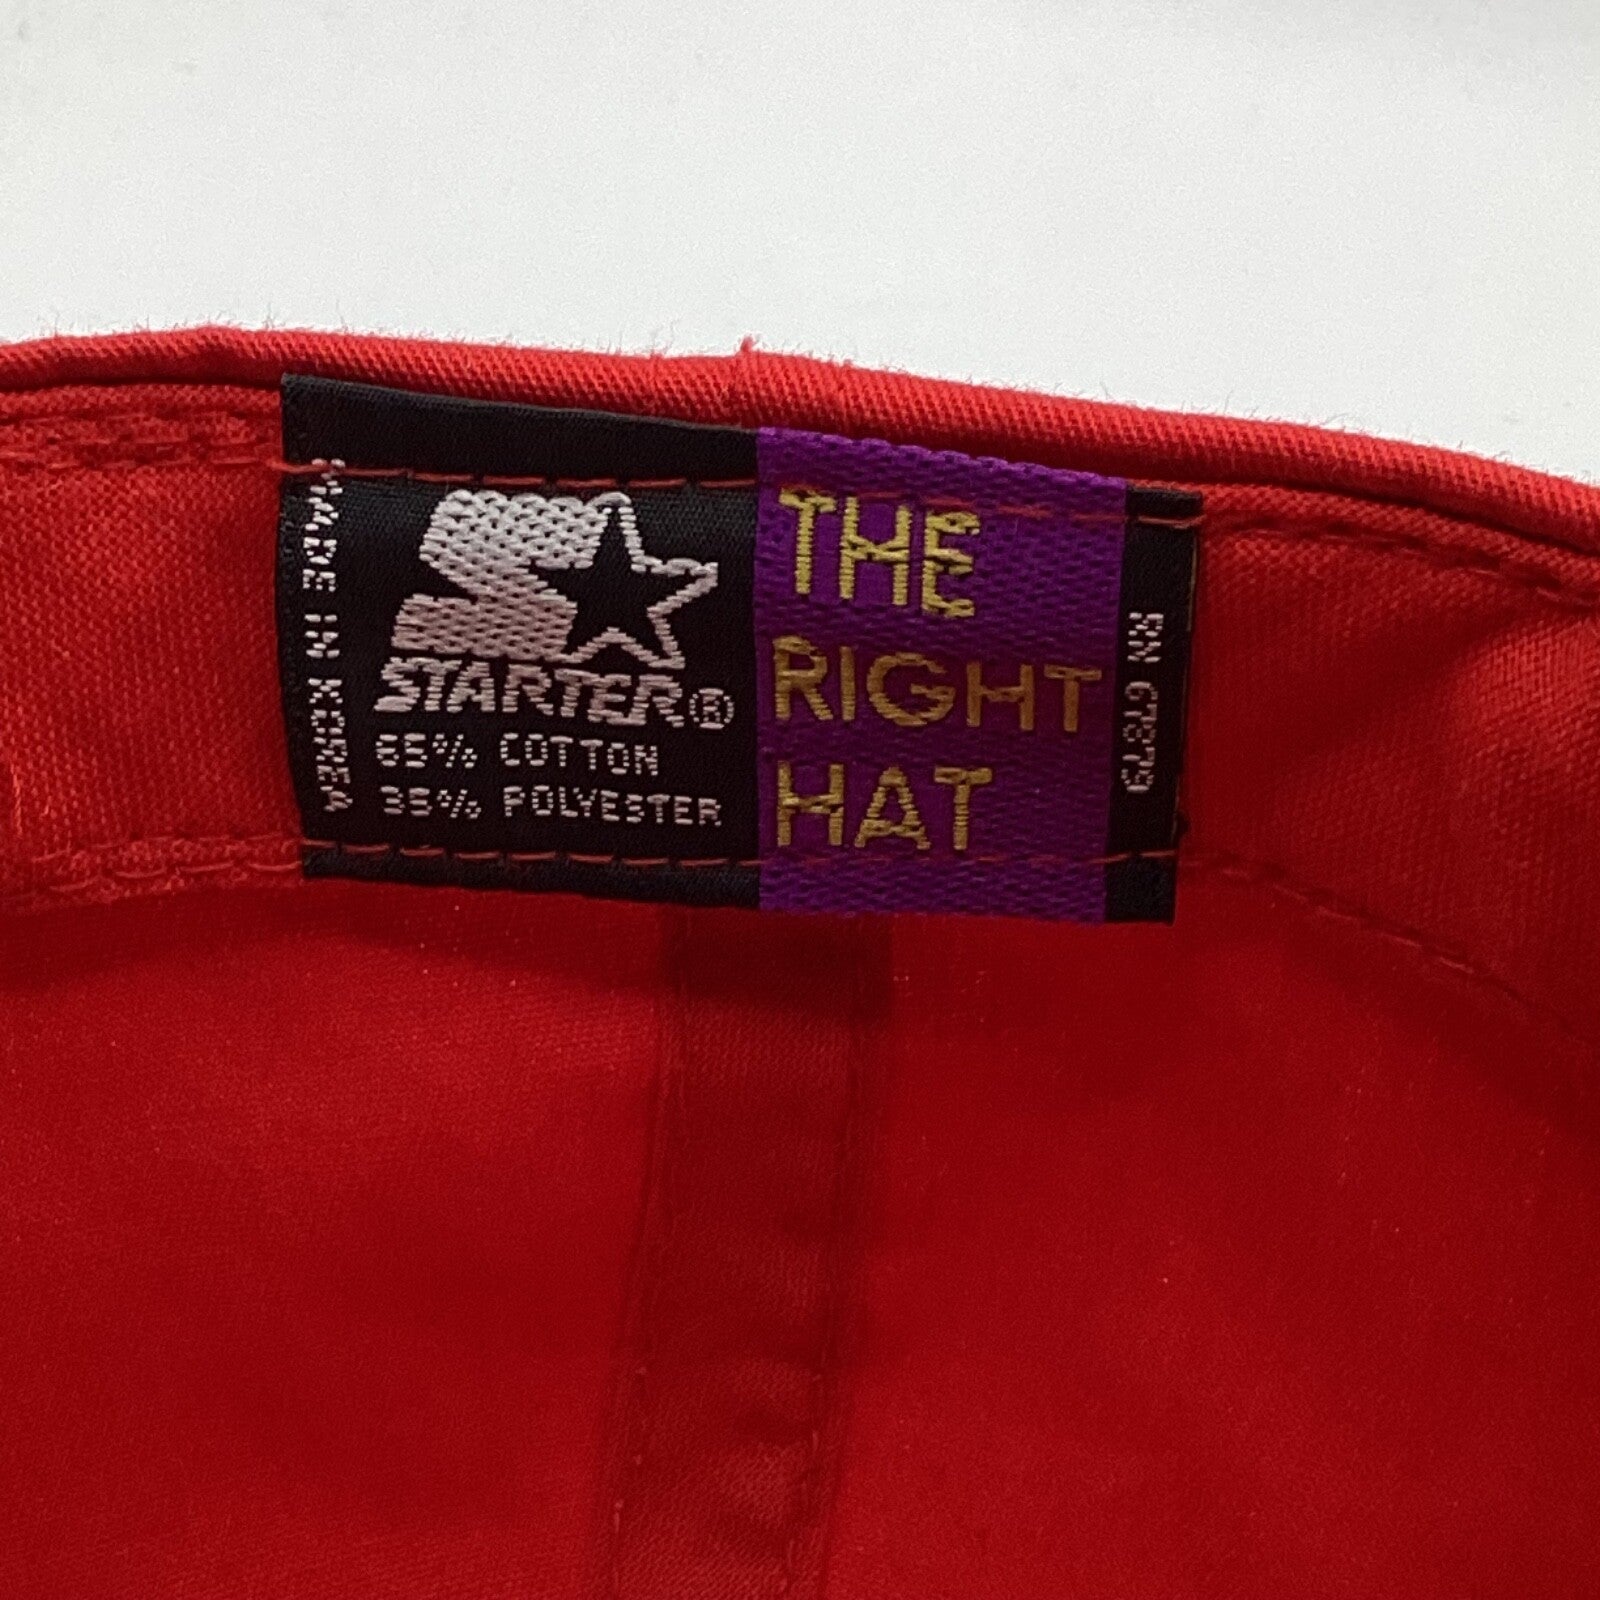 MADE IN KOREA
STARTER®
65% COTTON
35% POLYESTER
THE
RIGHT
HAT
RN 67879